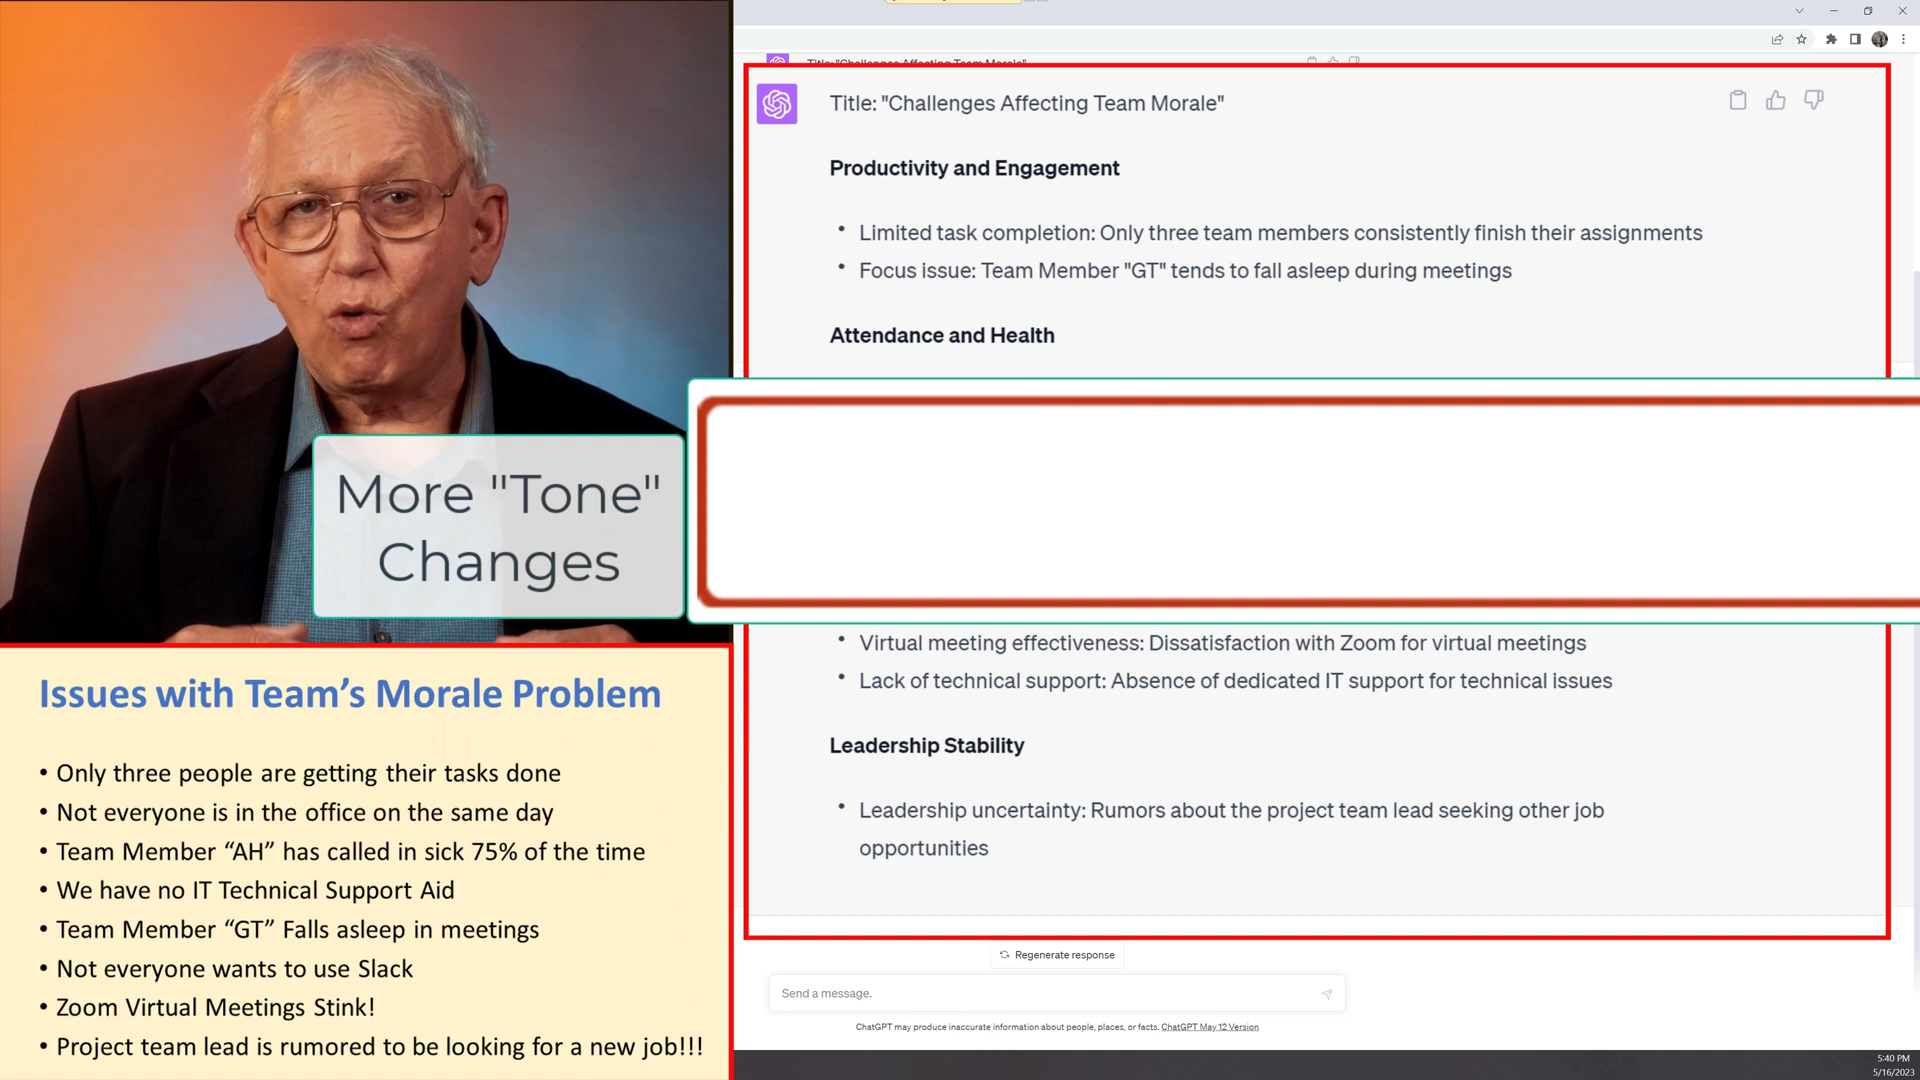 Title: "Challenges Affecting Team Morale"
Title: "Challenges Affecting Team Morale"
Productivity and Engagement
• Limited task completion: Only three team members consistently finish their assignments
• Focus issue: Team Member "GT" tends to fall asleep during meetings
Attendance and Health
More "Tone"
Changes
• Virtual meeting effectiveness: Dissatisfaction with Zoom for virtual meetings
• Lack of technical support: Absence of dedicated IT support for technical issues
Leadership Stability
• Leadership uncertainty: Rumors about the project team lead seeking other job
opportunities
Regenerate response
Send a message.
ChatGPT may produce inaccurate information about people, places, or facts. ChatGPT May 12 Version
5:40 PM
5/16/2023
Issues with Team’s Morale Problem
• Only three people are getting their tasks done
• Not everyone is in the office on the same day
• Team Member “AH” has called in sick 75% of the time
• We have no IT Technical Support Aid
• Team Member “GT” Falls asleep in meetings
• Not everyone wants to use Slack
• Zoom Virtual Meetings Stink!
• Project team lead is rumored to be looking for a new job!!!